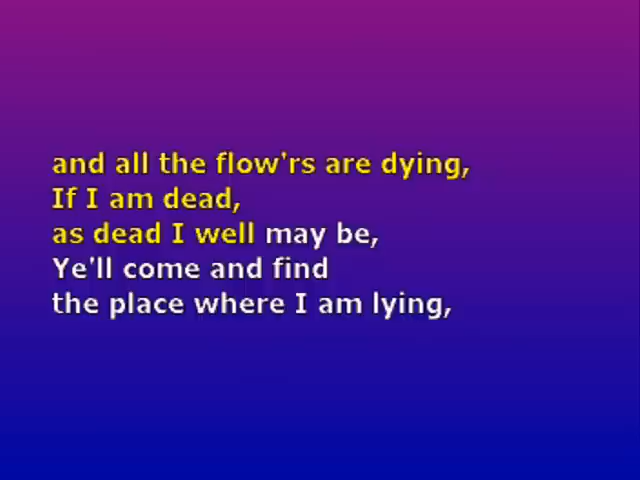 and all the flow'rs are dying,
If I am dead,
as dead I well may be,
Ye'll come and find
the place where I am lying,